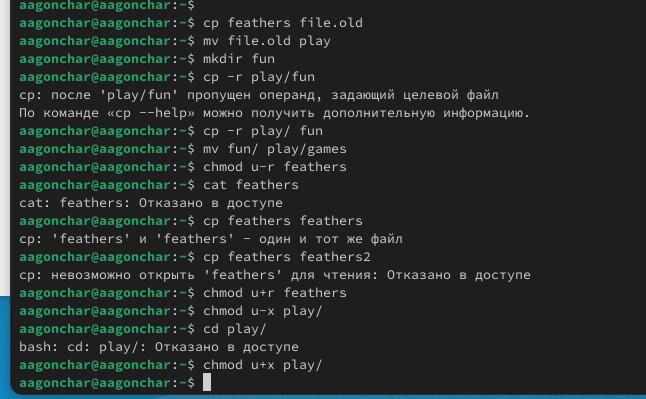 aagonchar@aagonchar:~$
aagonchar@aagonchar:~$ cp feathers file.old
aagonchar@aagonchar:~$ mv file.old play
aagonchar@aagonchar:~$ mkdir fun
aagonchar@aagonchar:~$ cp -r play/fun
cp: после 'play/fun' пропущен операнд, задающий целевой файл
По команде «cp --help» можно получить дополнительную информацию.
aagonchar@aagonchar:~$ cp -r play/ fun
aagonchar@aagonchar:~$ mv fun/ play/games
aagonchar@aagonchar:~$ chmod u-r feathers
aagonchar@aagonchar:~$ cat feathers
cat: feathers: Отказано в доступе
aagonchar@aagonchar:~$ cp feathers feathers
cp: 'feathers' и 'feathers' - один и тот же файл
aagonchar@aagonchar:~$ cp feathers feathers2
cp: невозможно открыть 'feathers' для чтения: Отказано в доступе
aagonchar@aagonchar:~$ chmod u+r feathers
aagonchar@aagonchar:~$ chmod u-x play/
aagonchar@aagonchar:~$ cd play/
bash: cd: play/: Отказано в доступе
aagonchar@aagonchar:~$ chmod u+x play/
aagonchar@aagonchar:~$